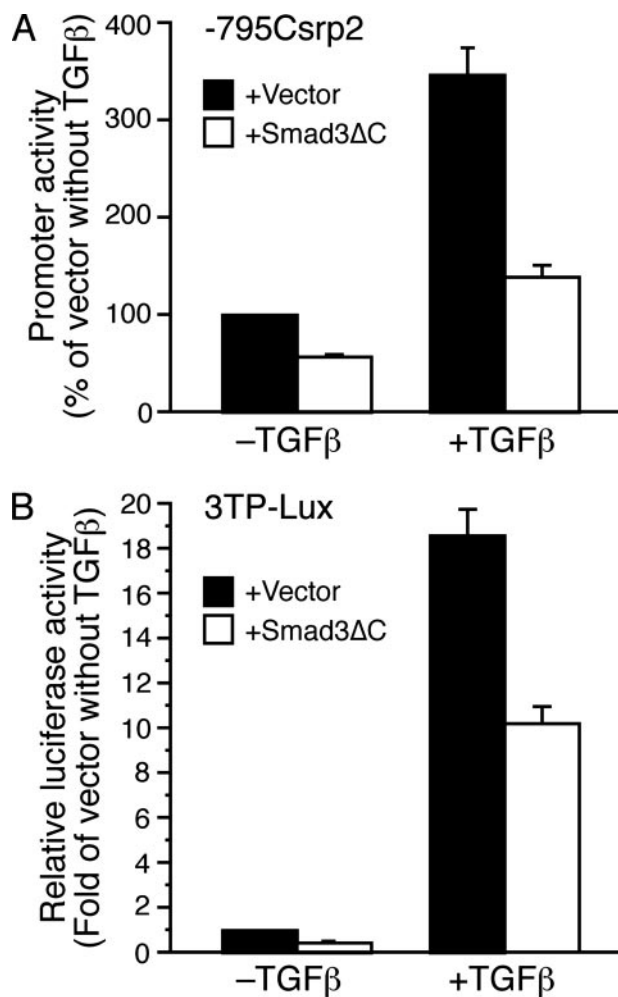 A
-795Csrp2
+Vector
+Smad3ΔC
Promoter activity
(% of vector without TGFβ)
400
300
200
100
0
–TGFβ
+TGFβ
B
3TP-Lux
+Vector
+Smad3ΔC
Relative luciferase activity
(Fold of vector without TGFβ)
20
18
16
14
12
10
8
6
4
2
0
–TGFβ
+TGFβ